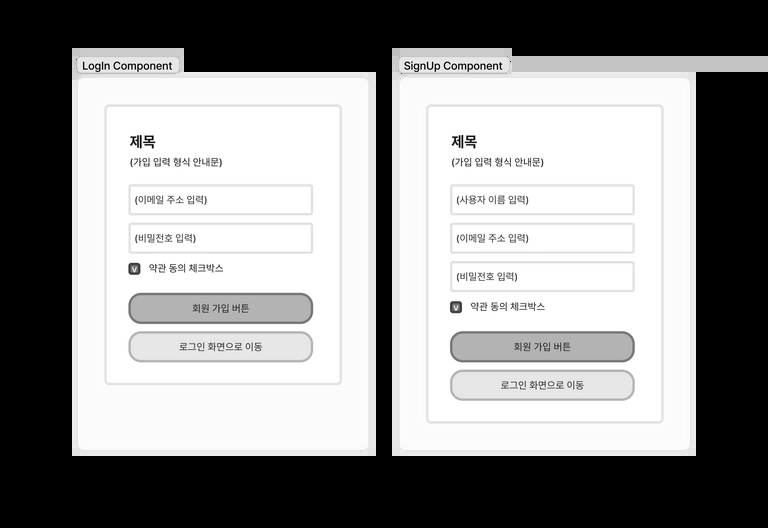 LogIn Component
제목
(가입 입력 형식 안내문)
(이메일 주소 입력)
(비밀전호 입력)
v 약관 동의 체크박스
회원 가입 버튼
로그인 화면으로 이동
SignUp Component
제목
(가입 입력 형식 안내문)
(사용자 이름 입력)
(이메일 주소 입력)
(비밀전호 입력)
v 약관 동의 체크박스
회원 가입 버튼
로그인 화면으로 이동